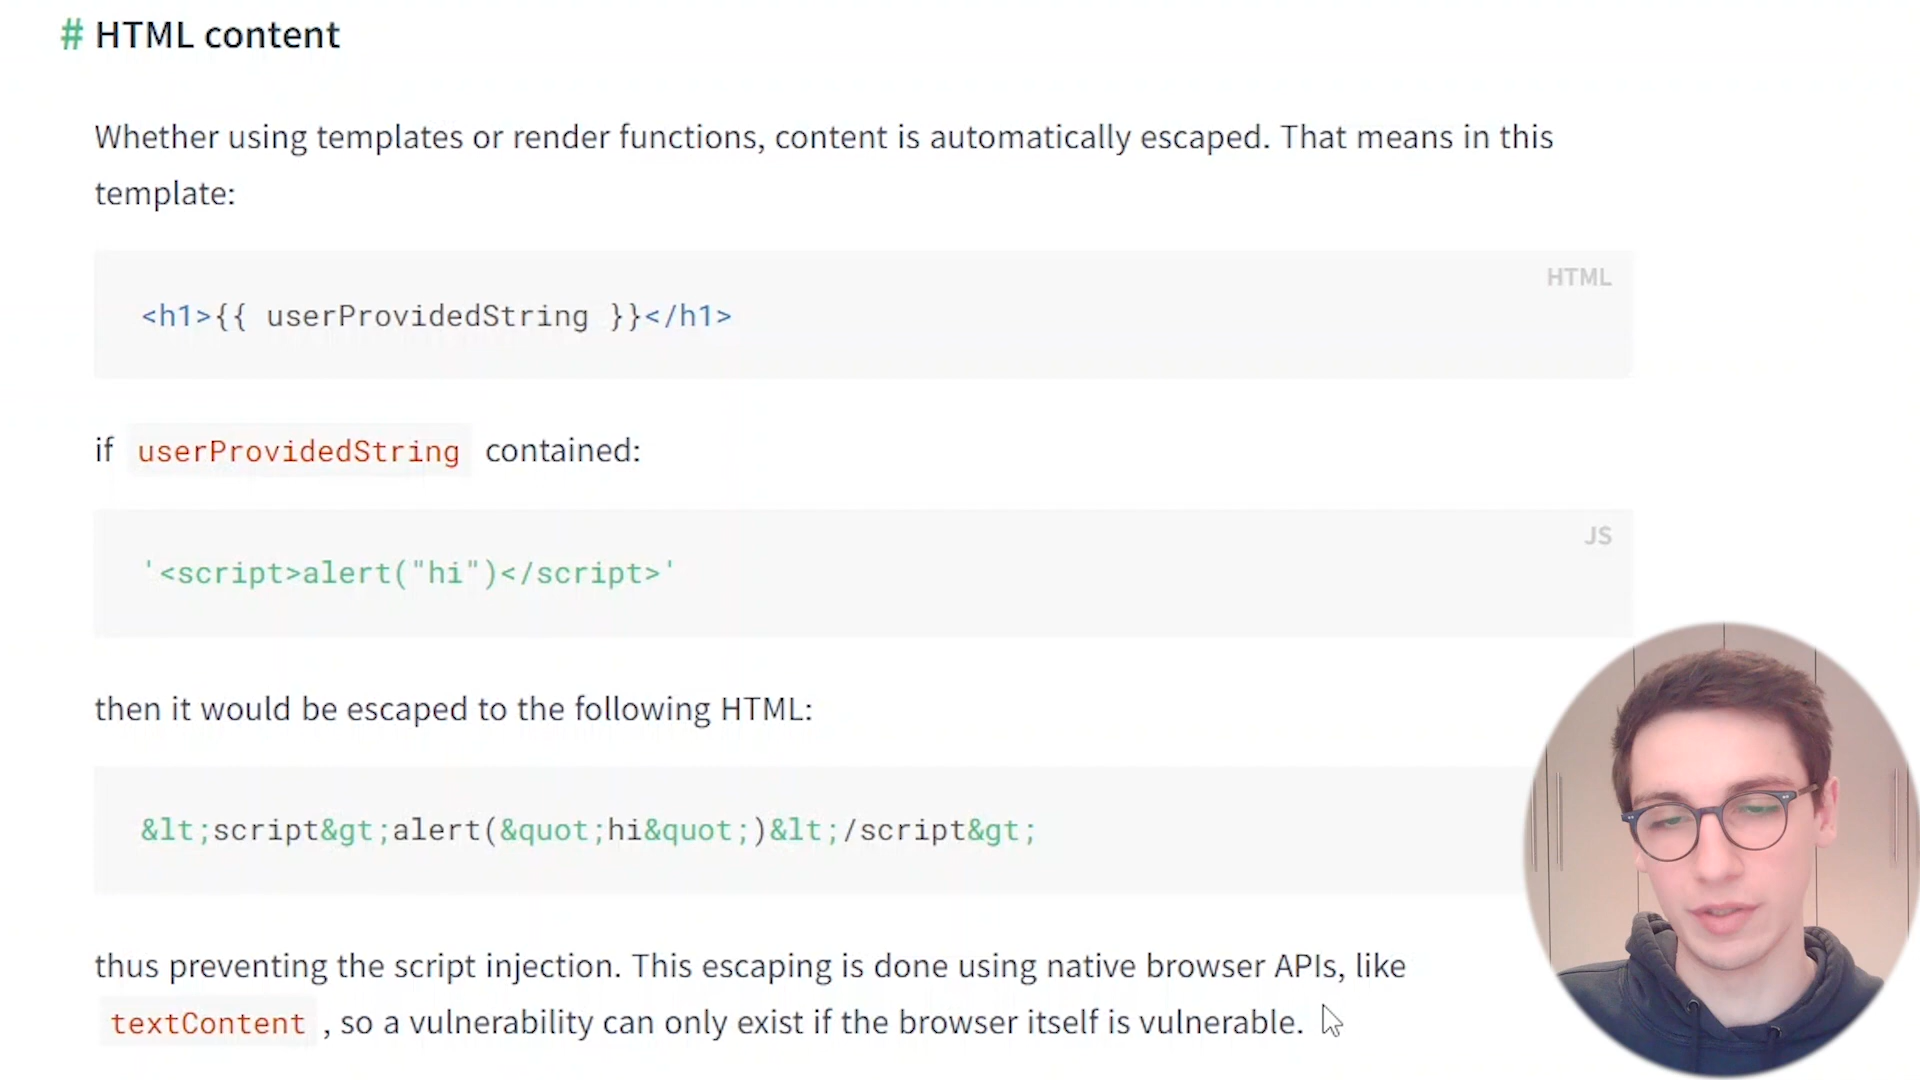 # HTML content
Whether using templates or render functions, content is automatically escaped. That means in this
template:
HTML
<h1>{{ userProvidedString }}</h1>
if userProvidedString contained:
JS
'<script>alert("hi")</script>'
then it would be escaped to the following HTML:
&lt;script&gt;alert(&quot;hi&quot;)&lt;/script&gt;
thus preventing the script injection. This escaping is done using native browser APIs, like
textContent , so a vulnerability can only exist if the browser itself is vulnerable.